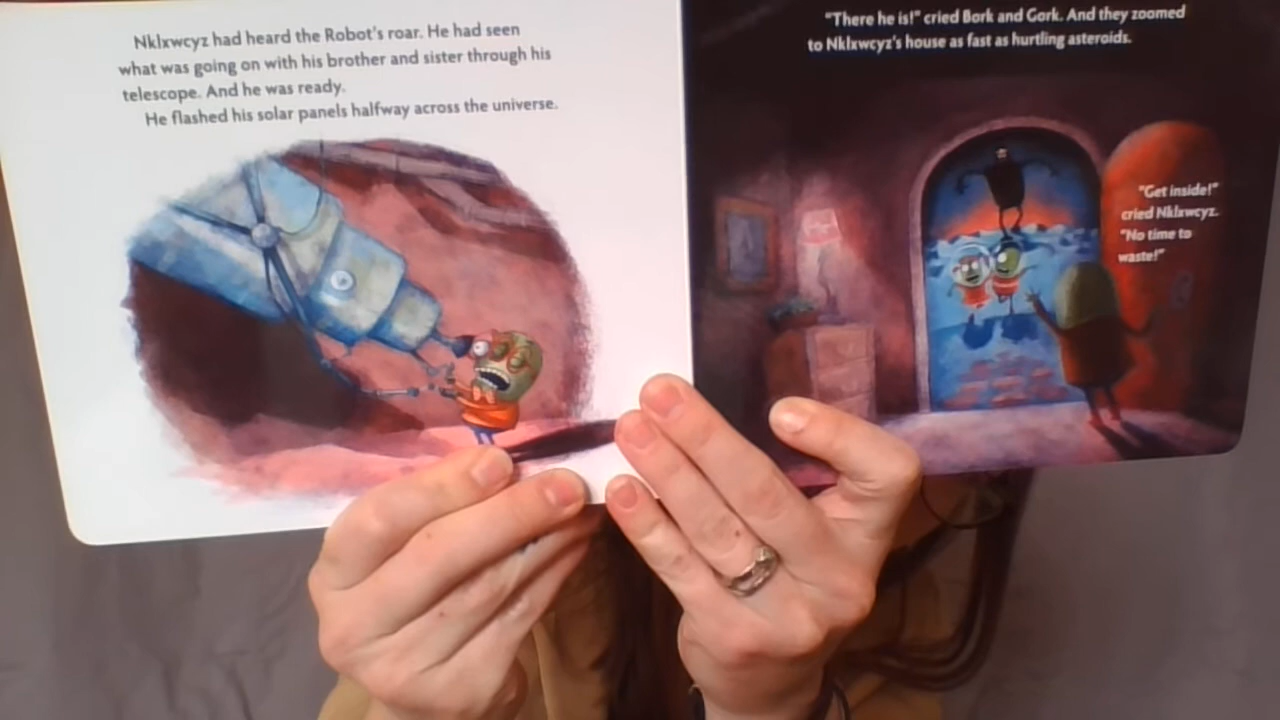 Nklxwcyz had heard the Robot's roar. He had seen
what was going on with his brother and sister through his
telescope. And he was ready.
He flashed his solar panels halfway across the universe.
"There he is!" cried Bork and Gork. And they zoomed
to Nklxwcyz's house as fast as hurtling asteroids.
"Get inside!"
cried Nklxwcyz.
"No time to
waste!"